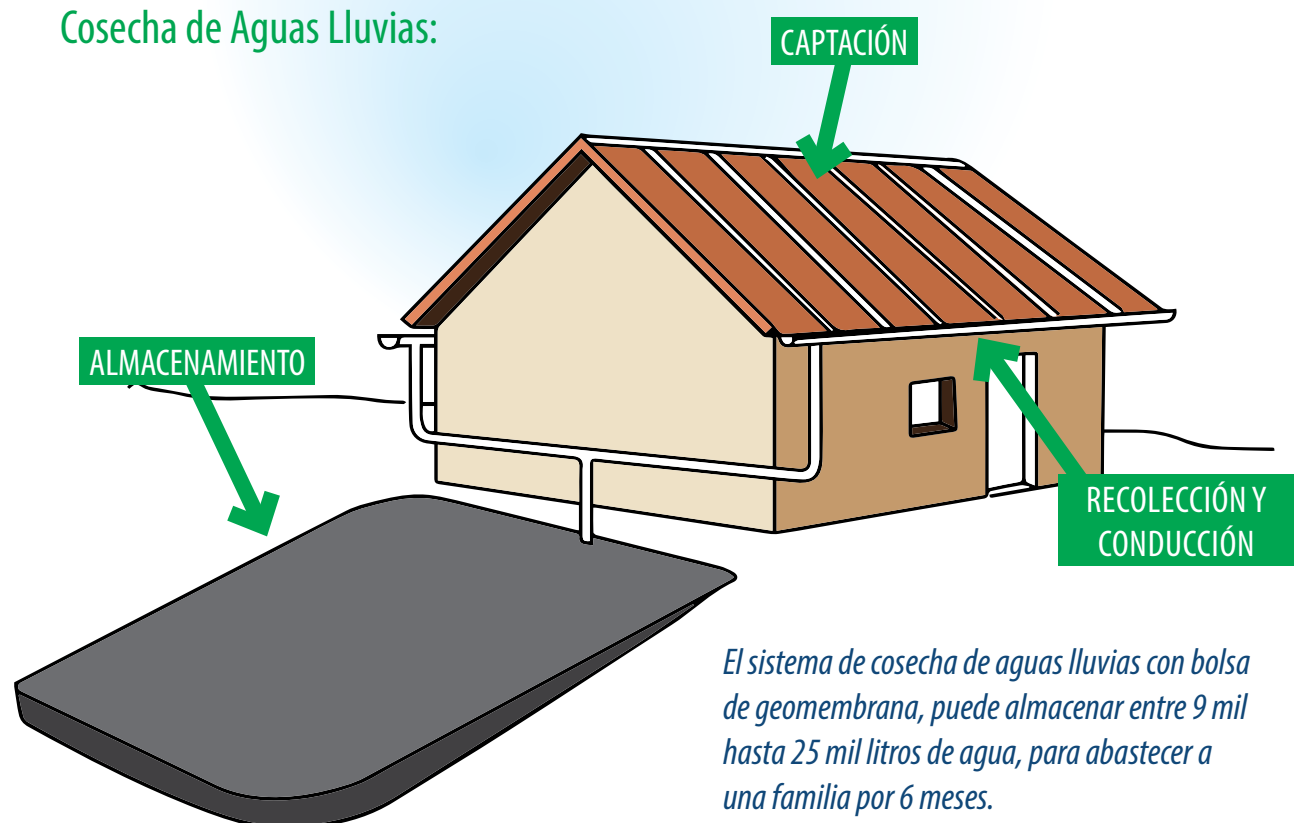 Cosecha de Aguas Lluvias:
CAPTACIÓN
ALMACENAMIENTO
RECOLECCIÓN Y
CONDUCCIÓN
El sistema de cosecha de aguas lluvias con bolsa
de geomembrana, puede almacenar entre 9 mil
hasta 25 mil litros de agua, para abastecer a
una familia por 6 meses.